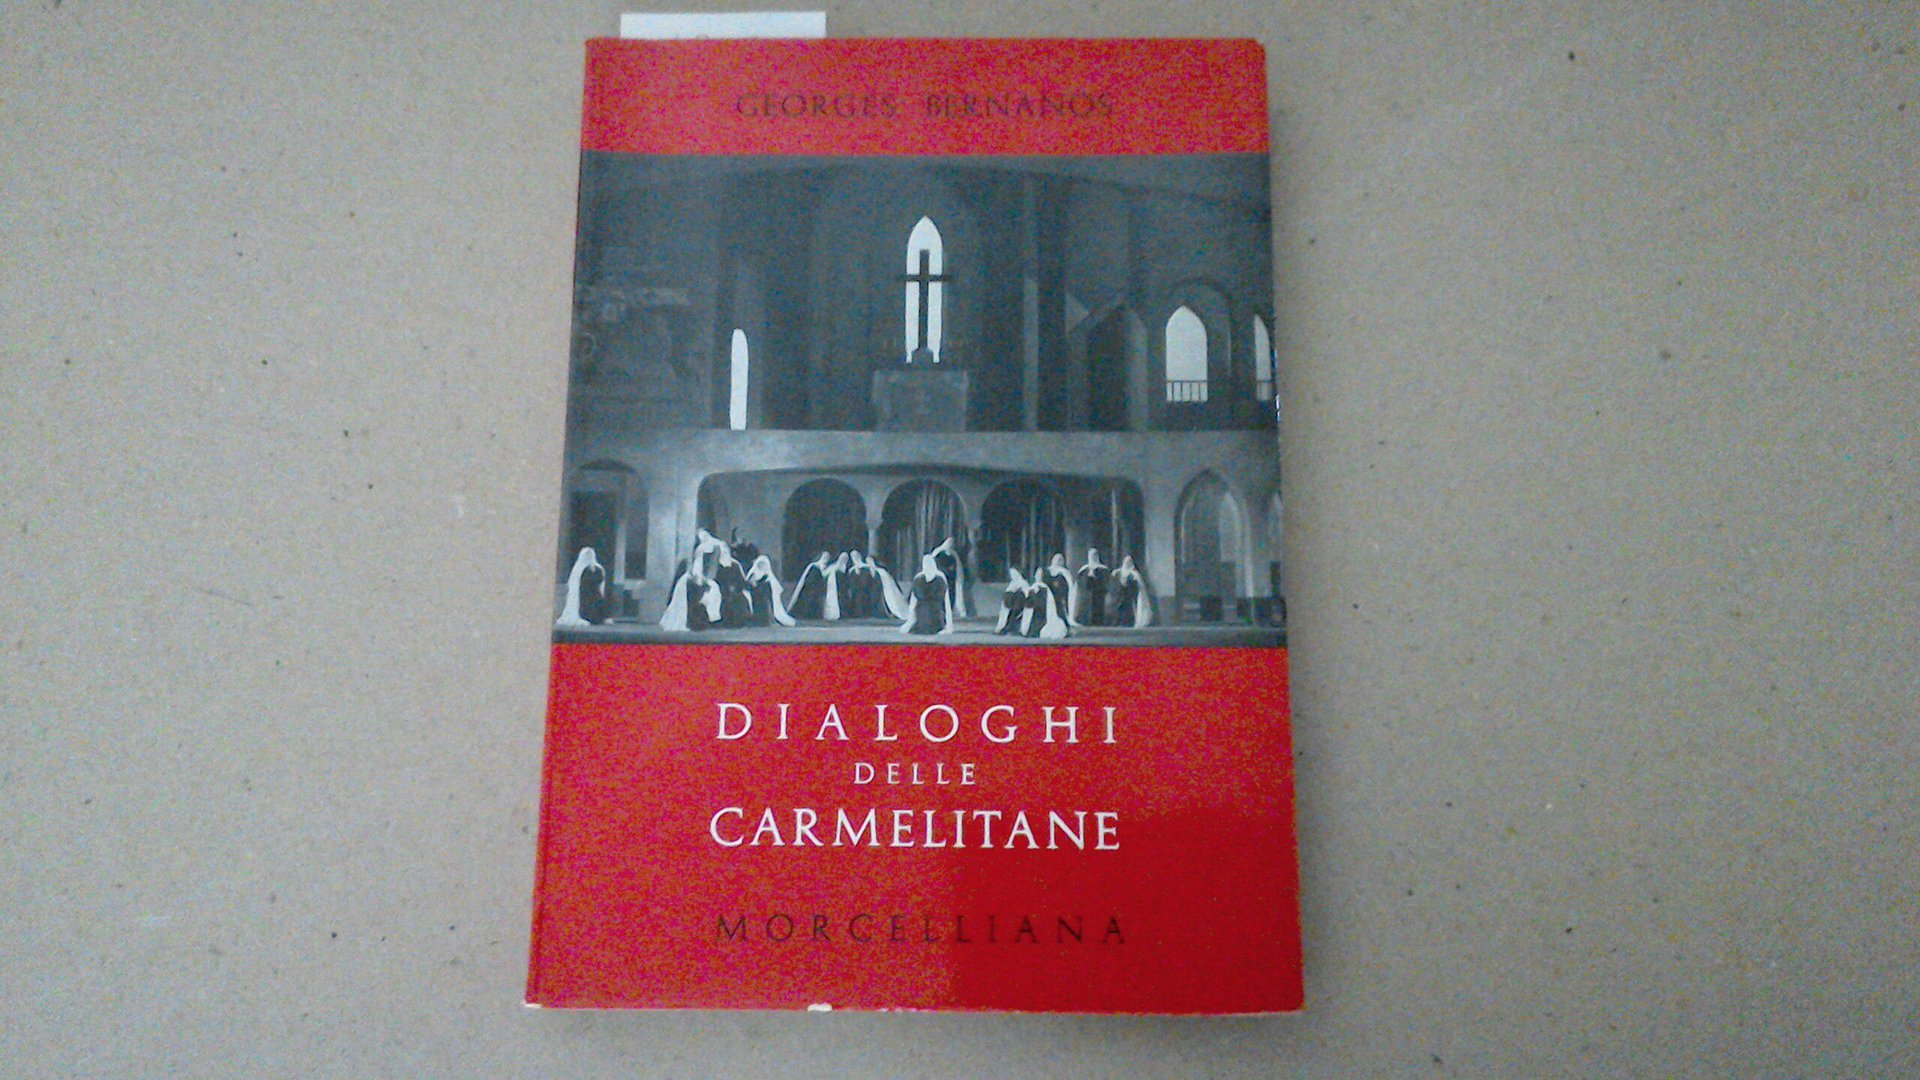 GEORGES BERNANOS
DIALOGHI
DELLE
CARMELITANE
MORCELLIANA